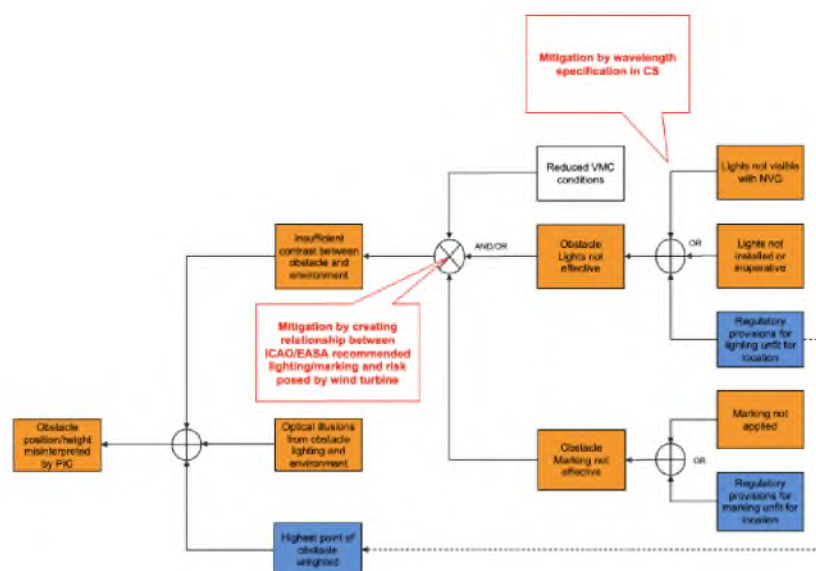 Mitigation by wavelength
specification in CS
Reduced VMC
conditions
Lights not visible
with NVG
Insufficient
contrast between
obstacle and
environment
AND/OR
Obstacle
Lights not
effective
OR
Lights not
installed or
inoperative
Mitigation by creating
relationship between
ICAO/EASA recommended
lighting/marking and risk
posed by wind turbine
Regulatory
provisions for
lighting unfit for
location
Obstacle
position/height
misinterpreted
by PIC
Optical illusions
from obstacle
lighting and
environment
Obstacle
Marking not
effective
Marking not
applied
OR
Regulatory
provisions for
marking unfit for
location
Highest point of
obstacle
unlighted